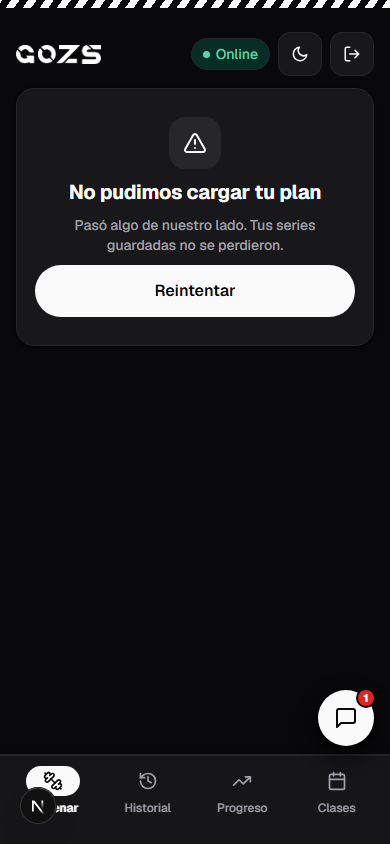 GOZS
Online
No pudimos cargar tu plan
Pasó algo de nuestro lado. Tus series
guardadas no se perdieron.
Reintentar
1
N
enar
Historial
Progreso
Clases